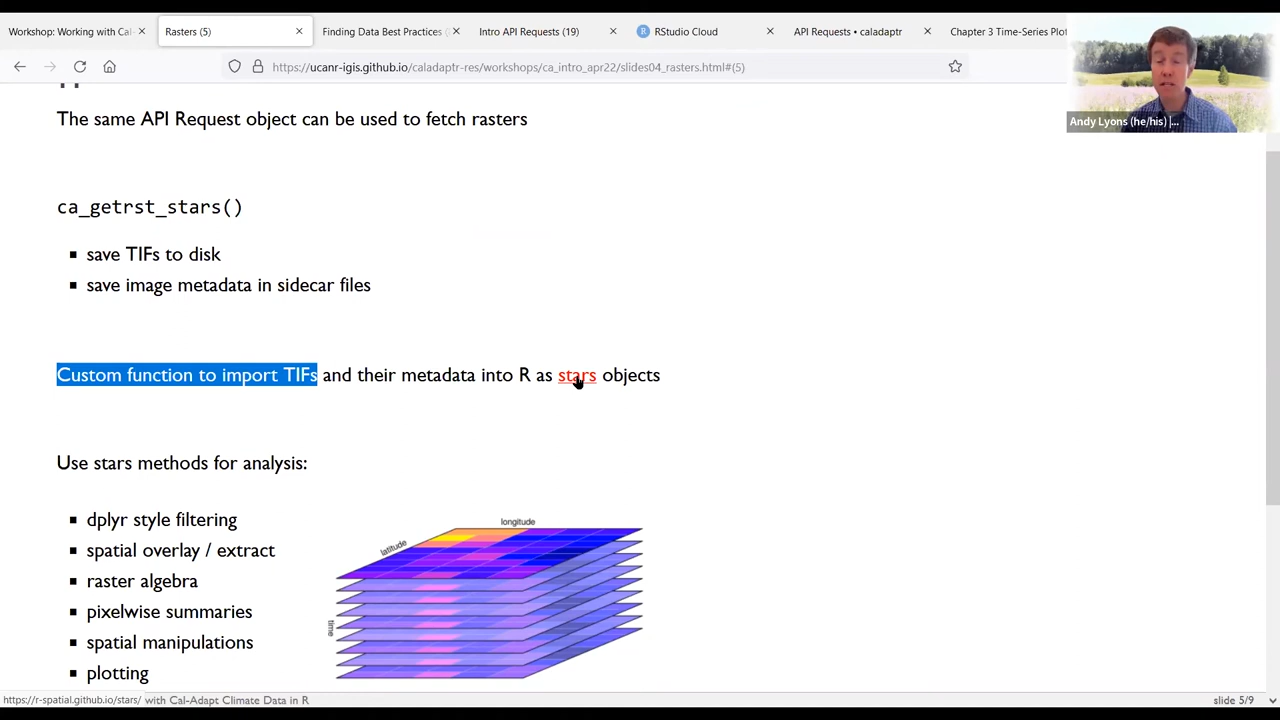 Workshop: Working with Cal-
Rasters (5)
Finding Data Best Practices (
Intro API Requests (19)
RStudio Cloud
API Requests • caladaptr
Chapter 3 Time-Series Plot
https://ucanr-igis.github.io/caladaptr-res/workshops/ca_intro_apr22/slides04_rasters.html#(5)
Andy Lyons (he/his) |...
The same API Request object can be used to fetch rasters
ca_getrst_stars()
▪ save TIFs to disk
▪ save image metadata in sidecar files
Custom function to import TIFs and their metadata into R as stars objects
Use stars methods for analysis:
▪ dplyr style filtering
▪ spatial overlay / extract
▪ raster algebra
▪ pixelwise summaries
▪ spatial manipulations
▪ plotting
longitude
latitude
time
https://r-spatial.github.io/stars/ with Cal-Adapt Climate Data in R
slide 5/9